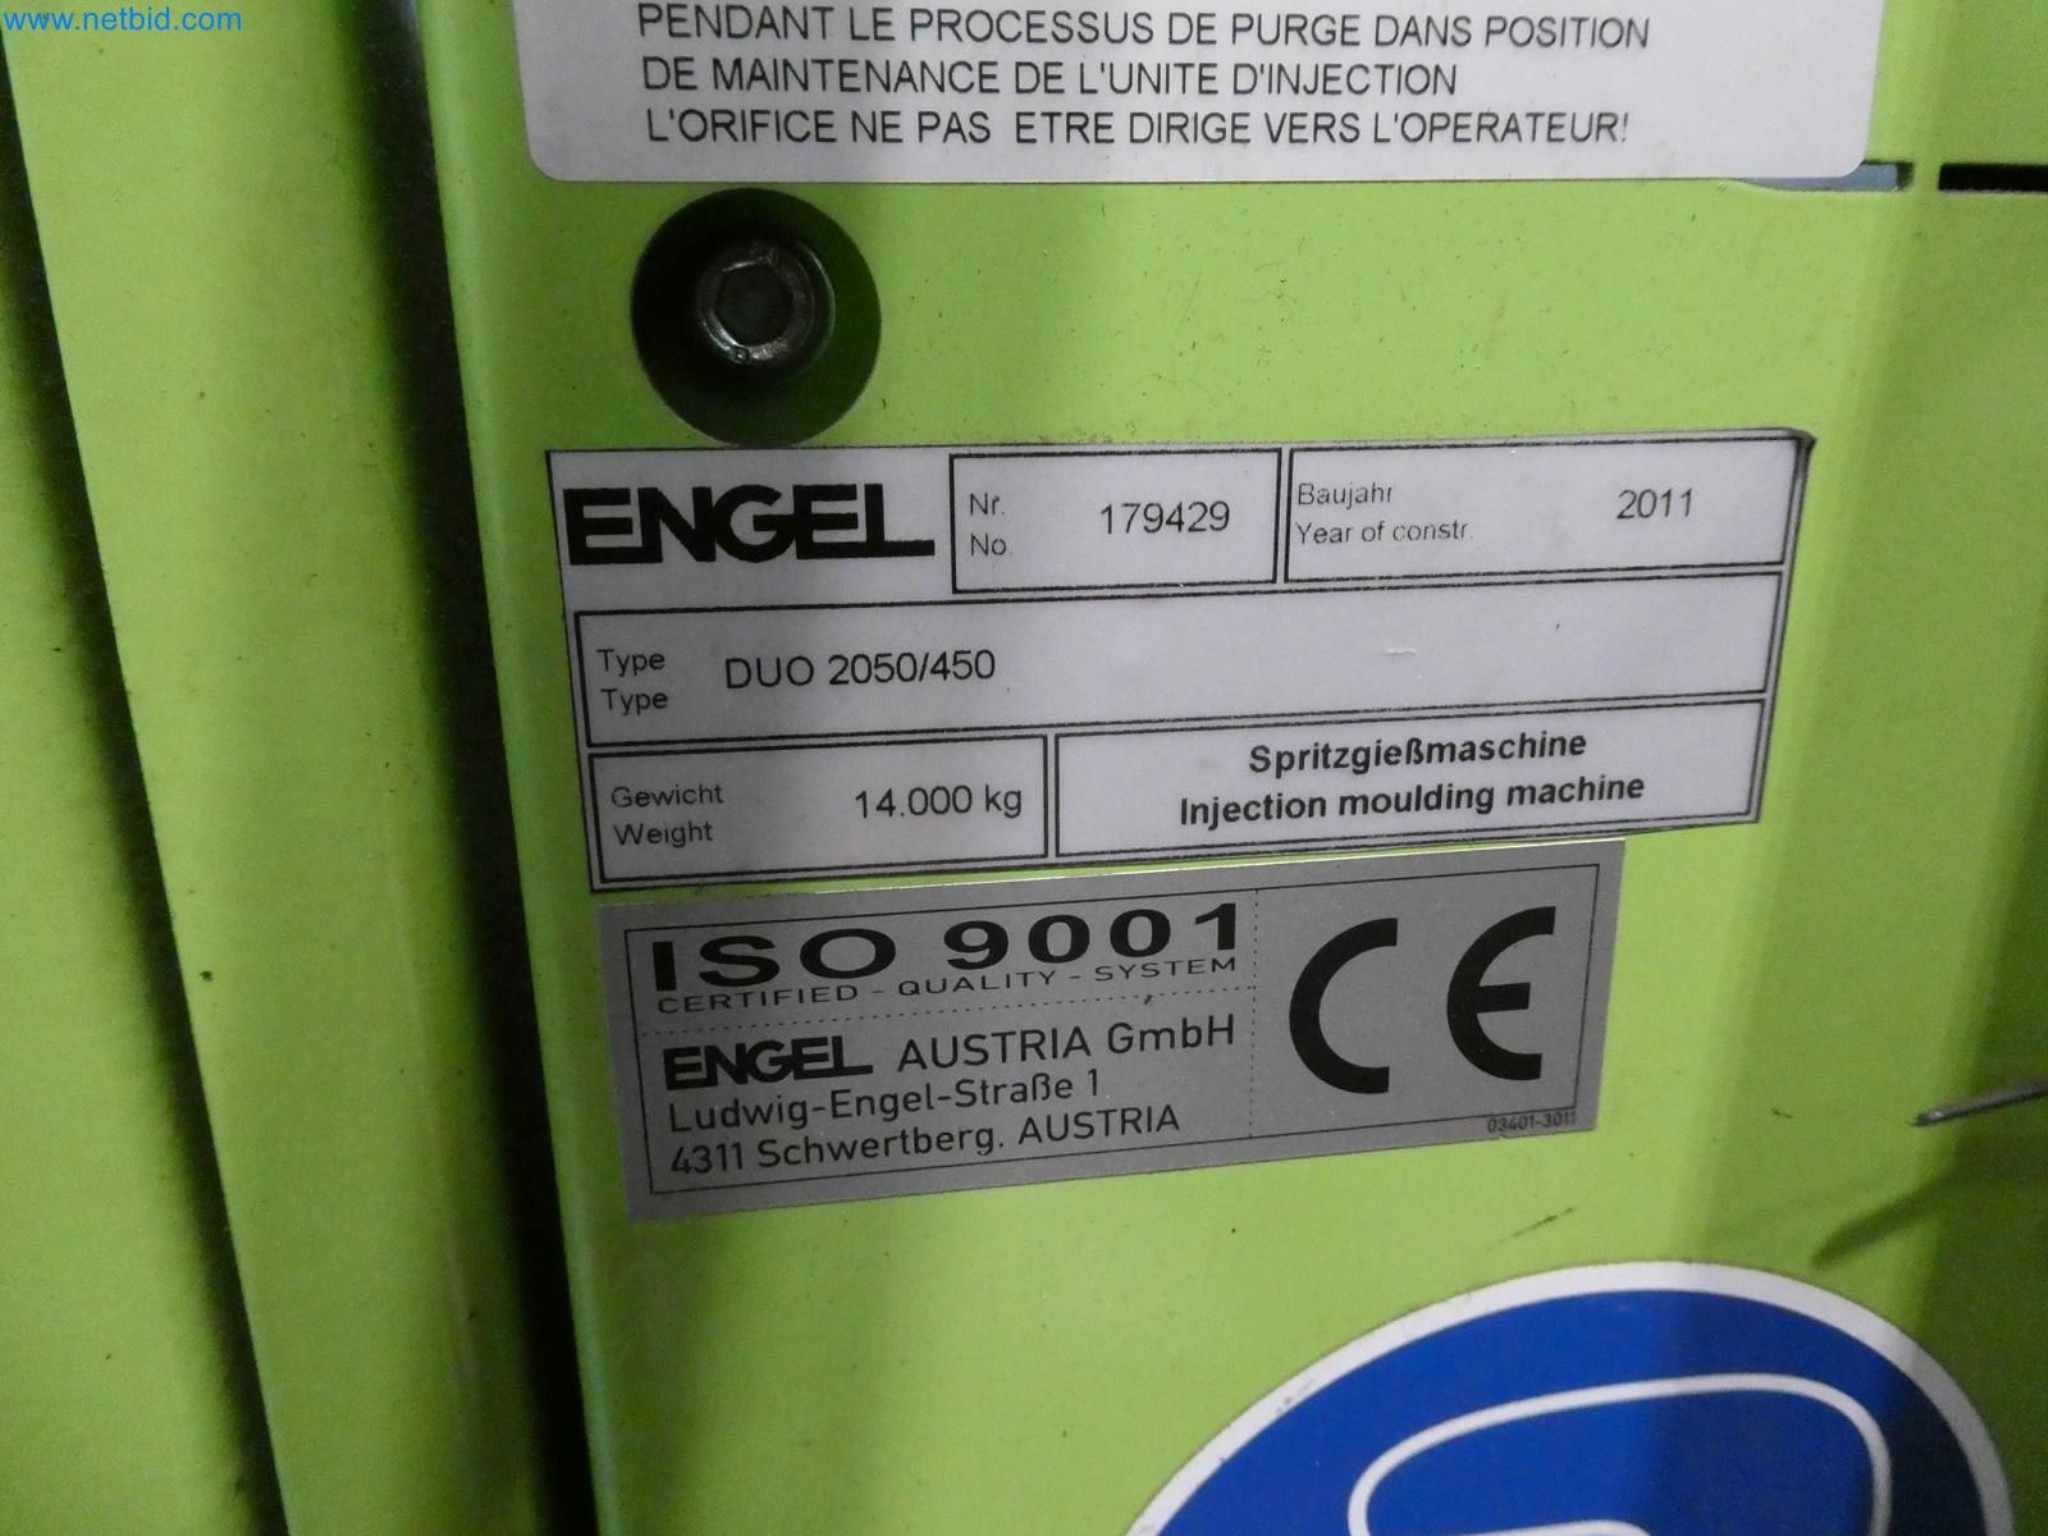 www.netbid.com
PENDANT LE PROCESSUS DE PURGE DANS POSITION
DE MAINTENANCE DE L'UNITE D'INJECTION
L'ORIFICE NE PAS ETRE DIRIGE VERS L'OPERATEUR!
ENGEL
Nr.
No.
179429
Baujahr
Year of constr.
2011
Type
Type
DUO 2050/450
Gewicht
Weight
14.000 kg
Spritzgießmaschine
Injection moulding machine
ISO 9001
CERTIFIED - QUALITY - SYSTEM
ENGEL AUSTRIA GmbH
Ludwig-Engel-Straße 1
4311 Schwertberg. AUSTRIA
CE
03401-3011